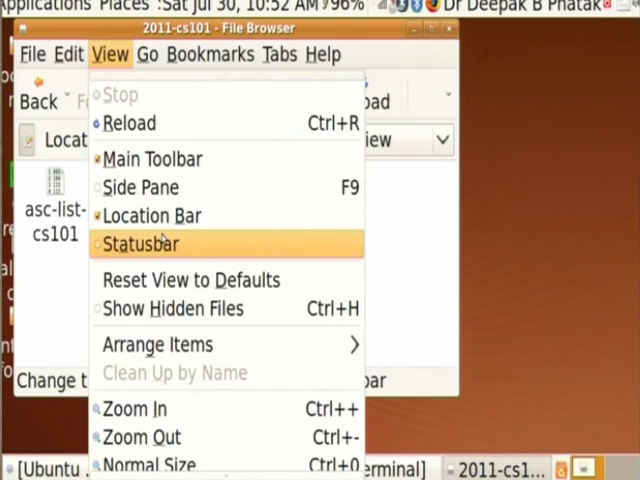 Applications Places :Sat Jul 30, 10:52 AM 96% Dr Deepak B Phatak
2011-cs101 - File Browser
File Edit View Go Bookmarks Tabs Help
Back
Stop
Reload Ctrl+R
Main Toolbar
Side Pane F9
Location Bar
Statusbar
Reset View to Defaults
Show Hidden Files Ctrl+H
Arrange Items
Clean Up by Name
Zoom In Ctrl++
Zoom Out Ctrl+-
Normal Size Ctrl+0
asc-list-
cs101
[Ubuntu . 2011-cs1...